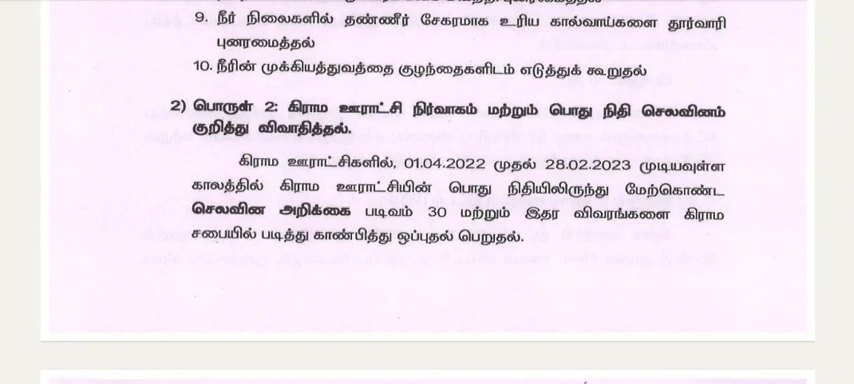 9. நீர் நிலைகளில் தண்ணீர் சேகரமாக உரிய கால்வாய்களை தூர்வாரி
புனரமைத்தல்
10. நீரின் முக்கியத்துவத்தை குழந்தைகளிடம் எடுத்துக் கூறுதல்
2) பொருள் 2: கிராம ஊராட்சி நிர்வாகம் மற்றும் பொது நிதி செலவினம்
குறித்து விவாதித்தல்.
கிராம ஊராட்சிகளில், 01.04.2022 முதல் 28.02.2023 முடியவுள்ள
காலத்தில் கிராம ஊராட்சியின் பொது நிதியிலிருந்து மேற்கொண்ட
செலவின அறிக்கை படிவம் 30 மற்றும் இதர விவரங்களை கிராம
சபையில் படித்து காண்பித்து ஒப்புதல் பெறுதல்.